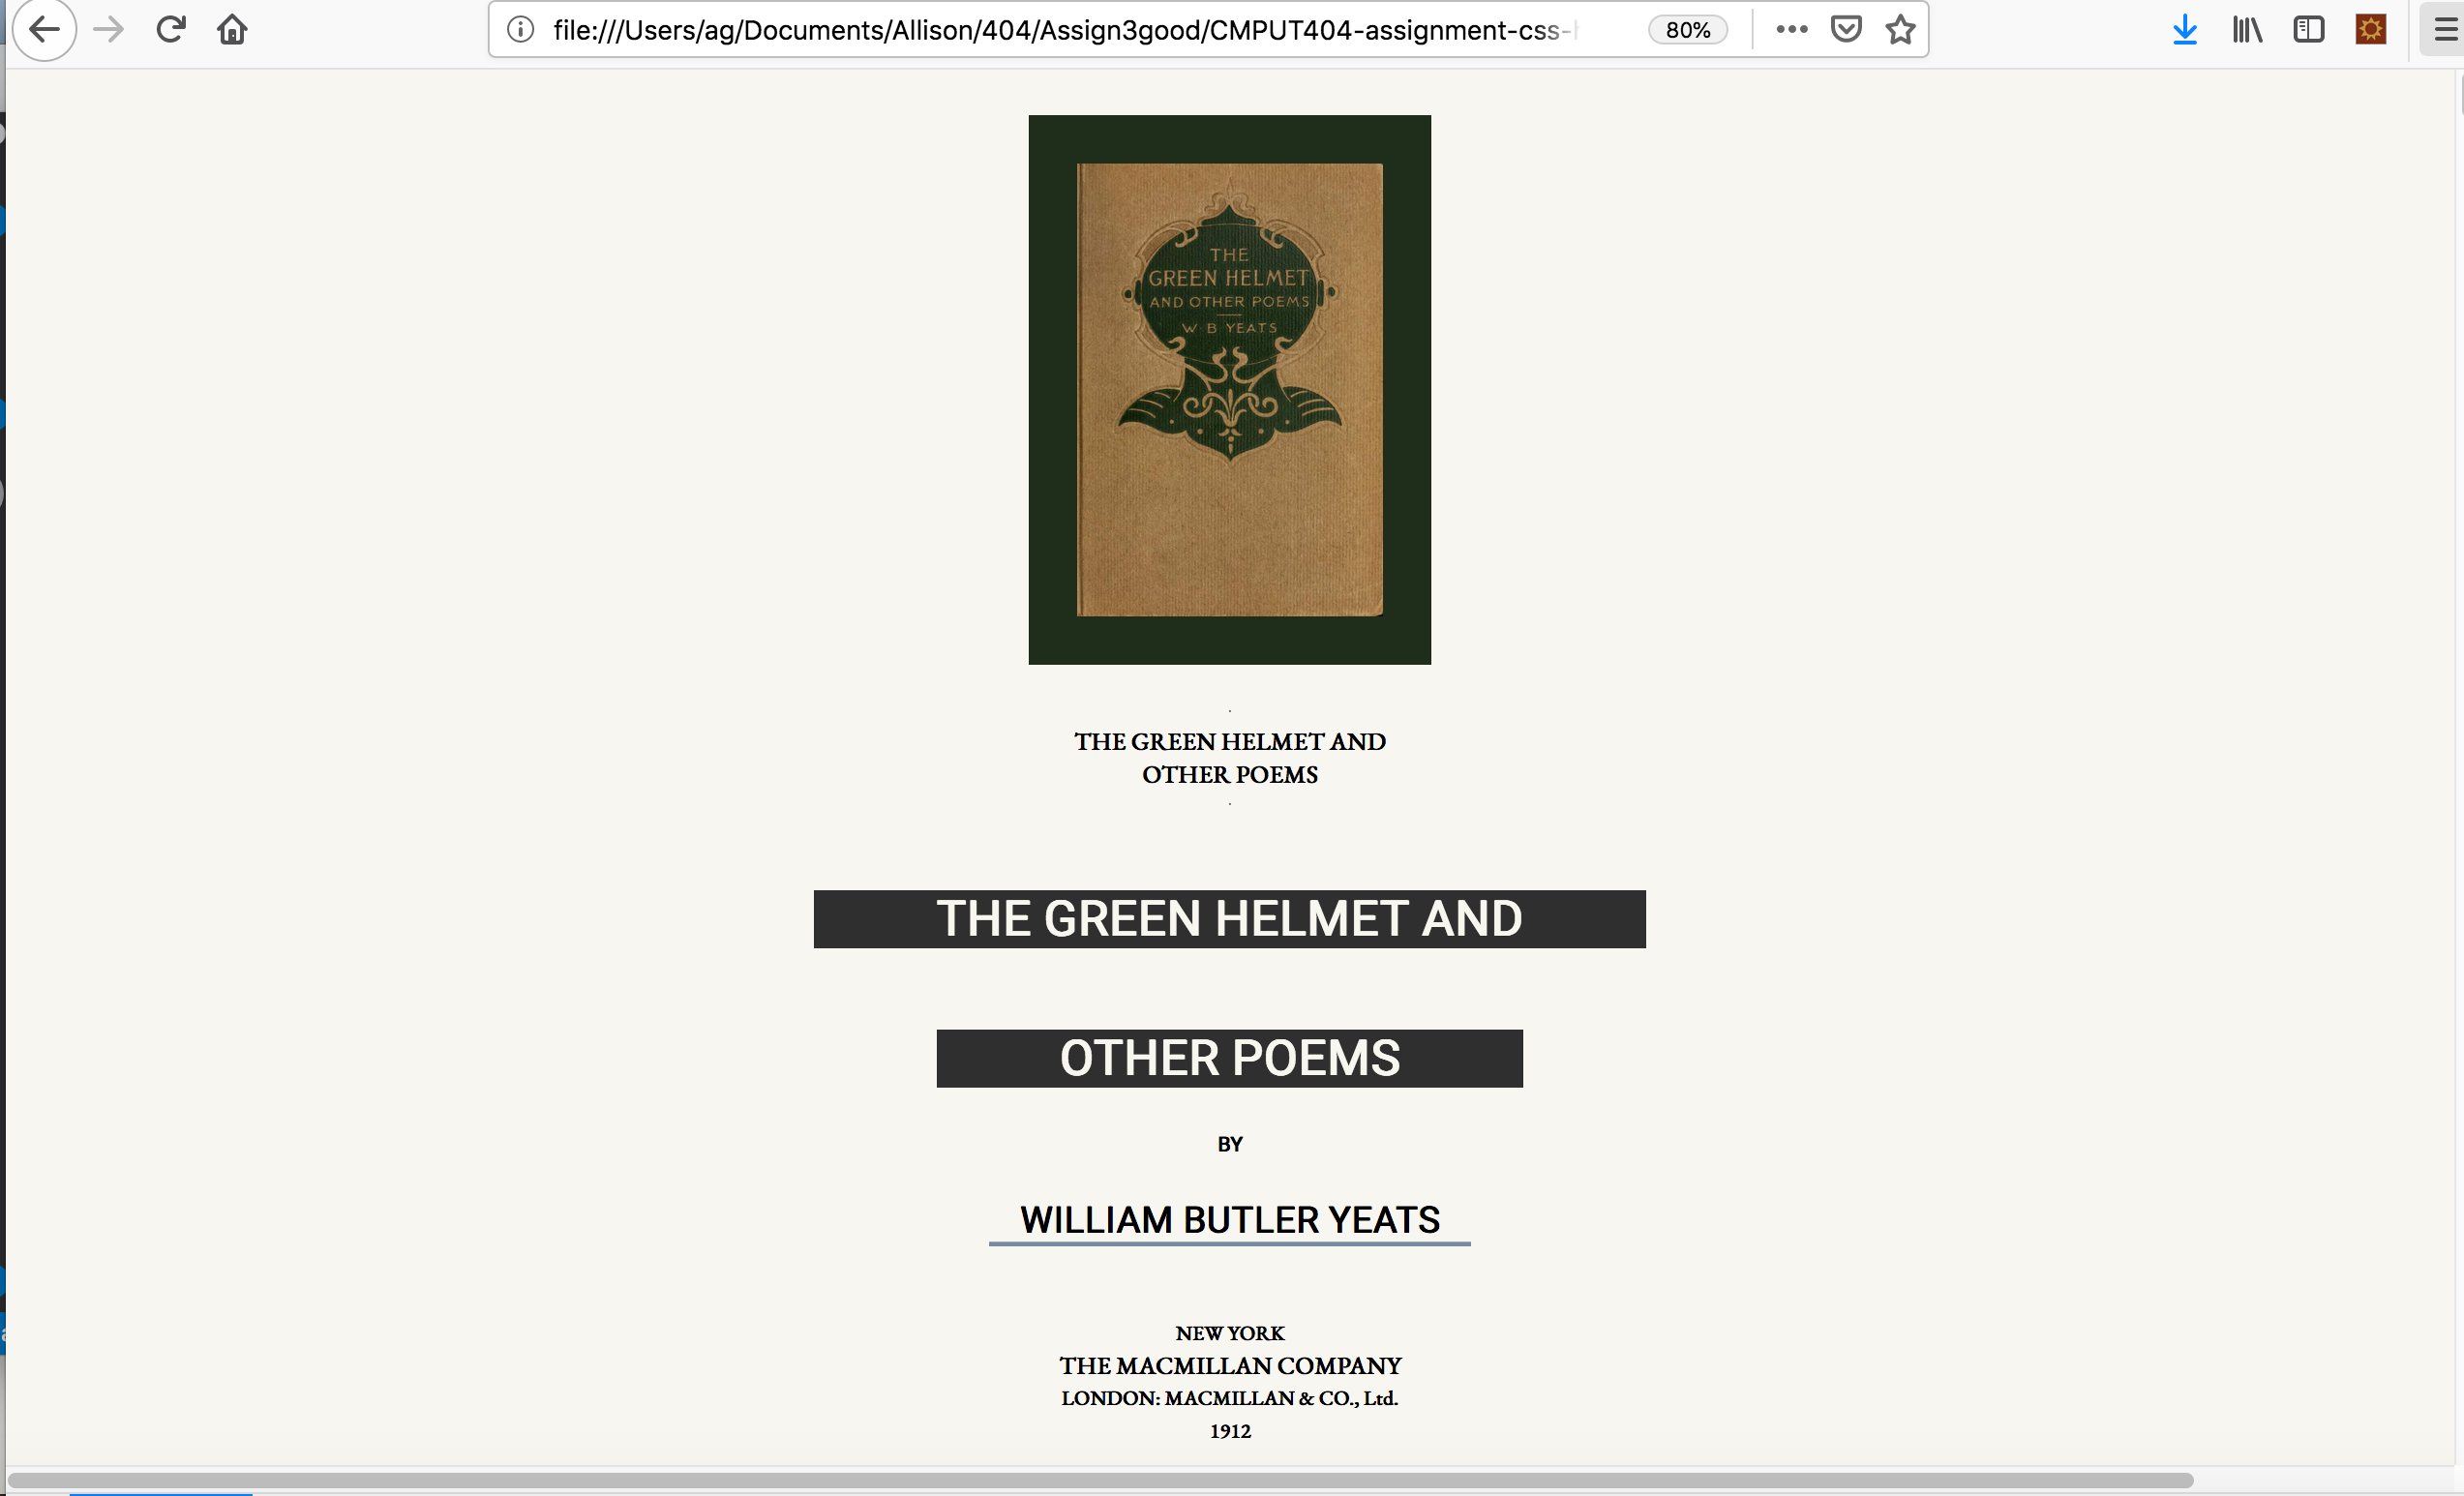 file:///Users/ag/Documents/Allison/404/Assign3good/CMPUT404-assignment-css-
80%
THE
GREEN HELMET
AND OTHER POEMS
W·B·YEATS
THE GREEN HELMET AND
OTHER POEMS
THE GREEN HELMET AND
OTHER POEMS
BY
WILLIAM BUTLER YEATS
NEW YORK
THE MACMILLAN COMPANY
LONDON: MACMILLAN & CO., Ltd.
1912